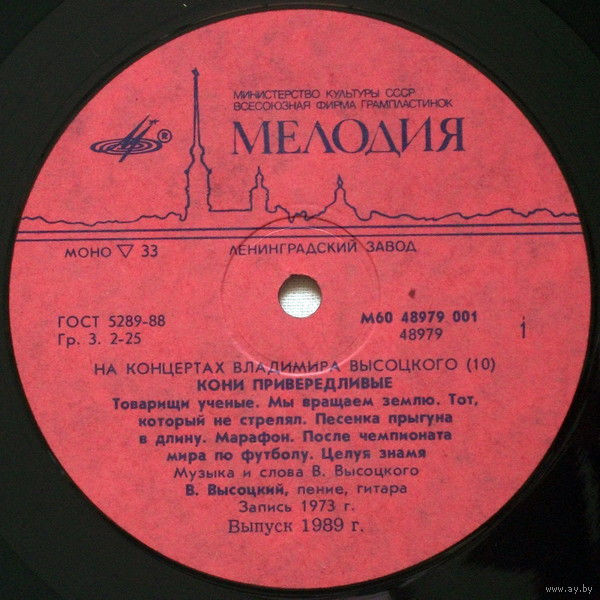 МИНИСТЕРСТВО КУЛЬТУРЫ СССР
ВСЕСОЮЗНАЯ ФИРМА ГРАМПЛАСТИНОК
МЕЛОДИЯ
®
МОНО ▽ 33
ЛЕНИНГРАДСКИЙ ЗАВОД
ГОСТ 5289-88
М60 48979 001
Гр. 3. 2-25
48979
1
НА КОНЦЕРТАХ ВЛАДИМИРА ВЫСОЦКОГО (10)
КОНИ ПРИВЕРЕДЛИВЫЕ
Товарищи ученые. Мы вращаем землю. Тот,
который не стрелял. Песенка прыгуна
в длину. Марафон. После чемпионата
мира по футболу. Целуя знамя
Музыка и слова В. Высоцкого
В. Высоцкий, пение, гитара
Запись 1973 г.
Выпуск 1989 г.
www.ay.by